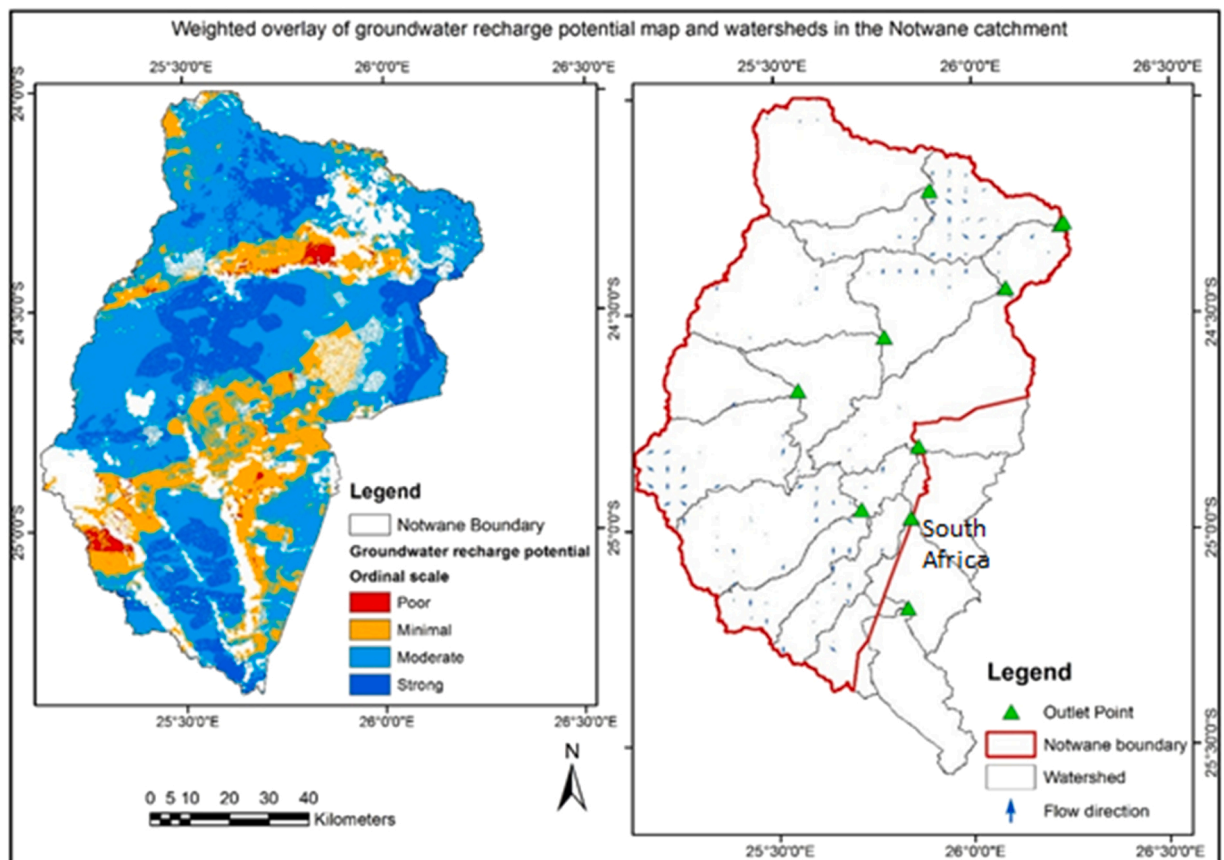 Weighted overlay of groundwater recharge potential map and watersheds in the Notwane catchment
25°30'0"E
26°0'0"E
26°30'0"E
24°0'0"S
24°30'0"S
25°0'0"S
Legend
Notwane Boundary
Groundwater recharge potential
Ordinal scale
Poor
Minimal
Moderate
Strong
25°30'0"E
26°0'0"E
26°30'0"E
0 5 10 20 30 40
Kilometers
N
25°30'0"E
26°0'0"E
26°30'0"E
24°30'0"S
25°0'0"S
25°30'0"S
South
Africa
Legend
Outlet Point
Notwane boundary
Watershed
Flow direction
25°30'0"E
26°0'0"E
26°30'0"E